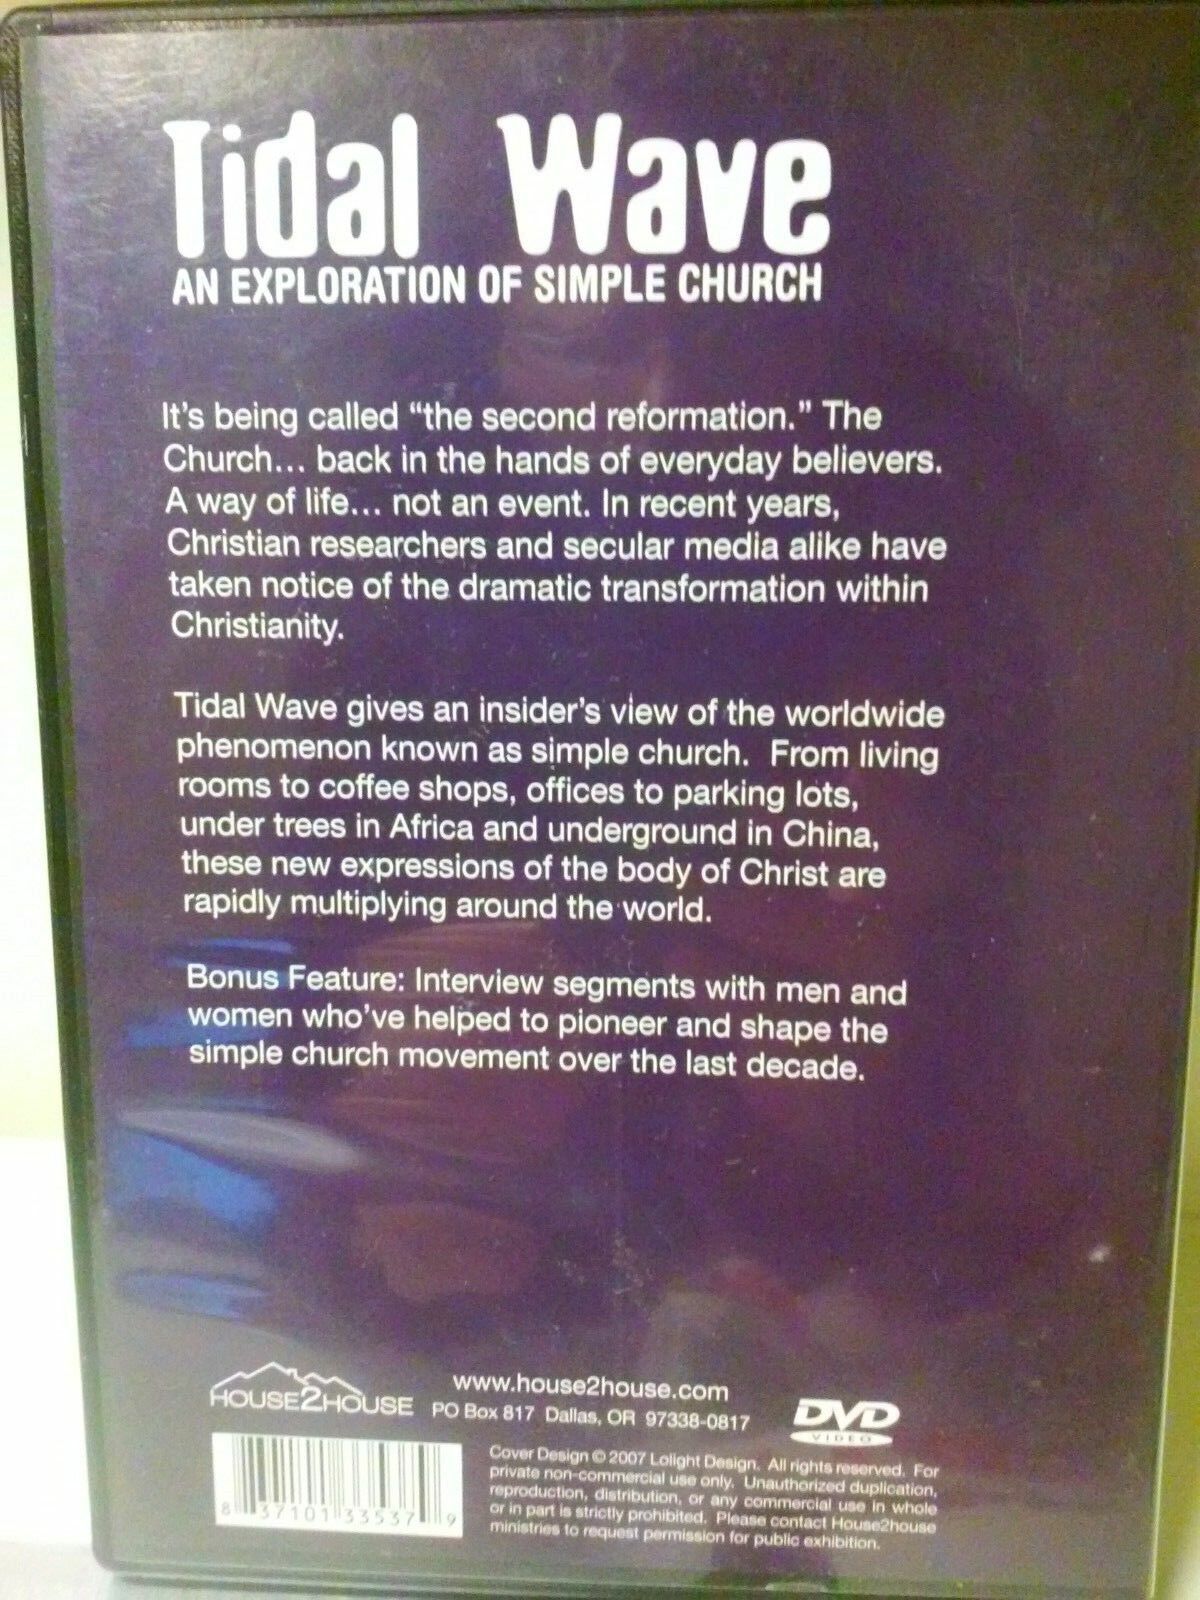 Tidal Wave
AN EXPLORATION OF SIMPLE CHURCH
It's being called “the second reformation.” The
Church... back in the hands of everyday believers.
A way of life... not an event. In recent years,
Christian researchers and secular media alike have
taken notice of the dramatic transformation within
Christianity.
Tidal Wave gives an insider's view of the worldwide
phenomenon known as simple church. From living
rooms to coffee shops, offices to parking lots,
under trees in Africa and underground in China,
these new expressions of the body of Christ are
rapidly multiplying around the world.
Bonus Feature: Interview segments with men and
women who've helped to pioneer and shape the
simple church movement over the last decade.
HOUSE2HOUSE
www.house2house.com
PO Box 817 Dallas, OR 97338-0817
DVD
VIDEO
Cover Design © 2007 Lolight Design. All rights reserved. For
private non-commercial use only. Unauthorized duplication,
reproduction, distribution, or any commercial use in whole
or in part is strictly prohibited. Please contact House2house
ministries to request permission for public exhibition.
8 37101 33537 9